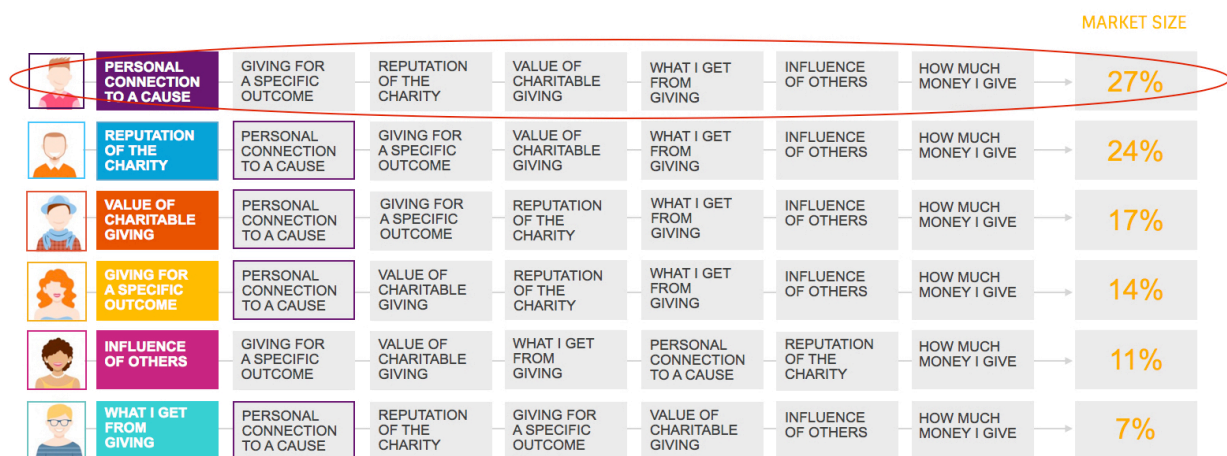 MARKET SIZE
PERSONAL
CONNECTION
TO A CAUSE
GIVING FOR
A SPECIFIC
OUTCOME
REPUTATION
OF THE
CHARITY
VALUE OF
CHARITABLE
GIVING
WHAT I GET
FROM
GIVING
INFLUENCE
OF OTHERS
HOW MUCH
MONEY I GIVE
27%
REPUTATION
OF THE
CHARITY
PERSONAL
CONNECTION
TO A CAUSE
GIVING FOR
A SPECIFIC
OUTCOME
VALUE OF
CHARITABLE
GIVING
WHAT I GET
FROM
GIVING
INFLUENCE
OF OTHERS
HOW MUCH
MONEY I GIVE
24%
VALUE OF
CHARITABLE
GIVING
PERSONAL
CONNECTION
TO A CAUSE
GIVING FOR
A SPECIFIC
OUTCOME
REPUTATION
OF THE
CHARITY
WHAT I GET
FROM
GIVING
INFLUENCE
OF OTHERS
HOW MUCH
MONEY I GIVE
17%
GIVING FOR
A SPECIFIC
OUTCOME
PERSONAL
CONNECTION
TO A CAUSE
VALUE OF
CHARITABLE
GIVING
REPUTATION
OF THE
CHARITY
WHAT I GET
FROM
GIVING
INFLUENCE
OF OTHERS
HOW MUCH
MONEY I GIVE
14%
INFLUENCE
OF OTHERS
GIVING FOR
A SPECIFIC
OUTCOME
VALUE OF
CHARITABLE
GIVING
WHAT I GET
FROM
GIVING
PERSONAL
CONNECTION
TO A CAUSE
REPUTATION
OF THE
CHARITY
HOW MUCH
MONEY I GIVE
11%
WHAT I GET
FROM
GIVING
PERSONAL
CONNECTION
TO A CAUSE
REPUTATION
OF THE
CHARITY
GIVING FOR
A SPECIFIC
OUTCOME
VALUE OF
CHARITABLE
GIVING
INFLUENCE
OF OTHERS
HOW MUCH
MONEY I GIVE
7%